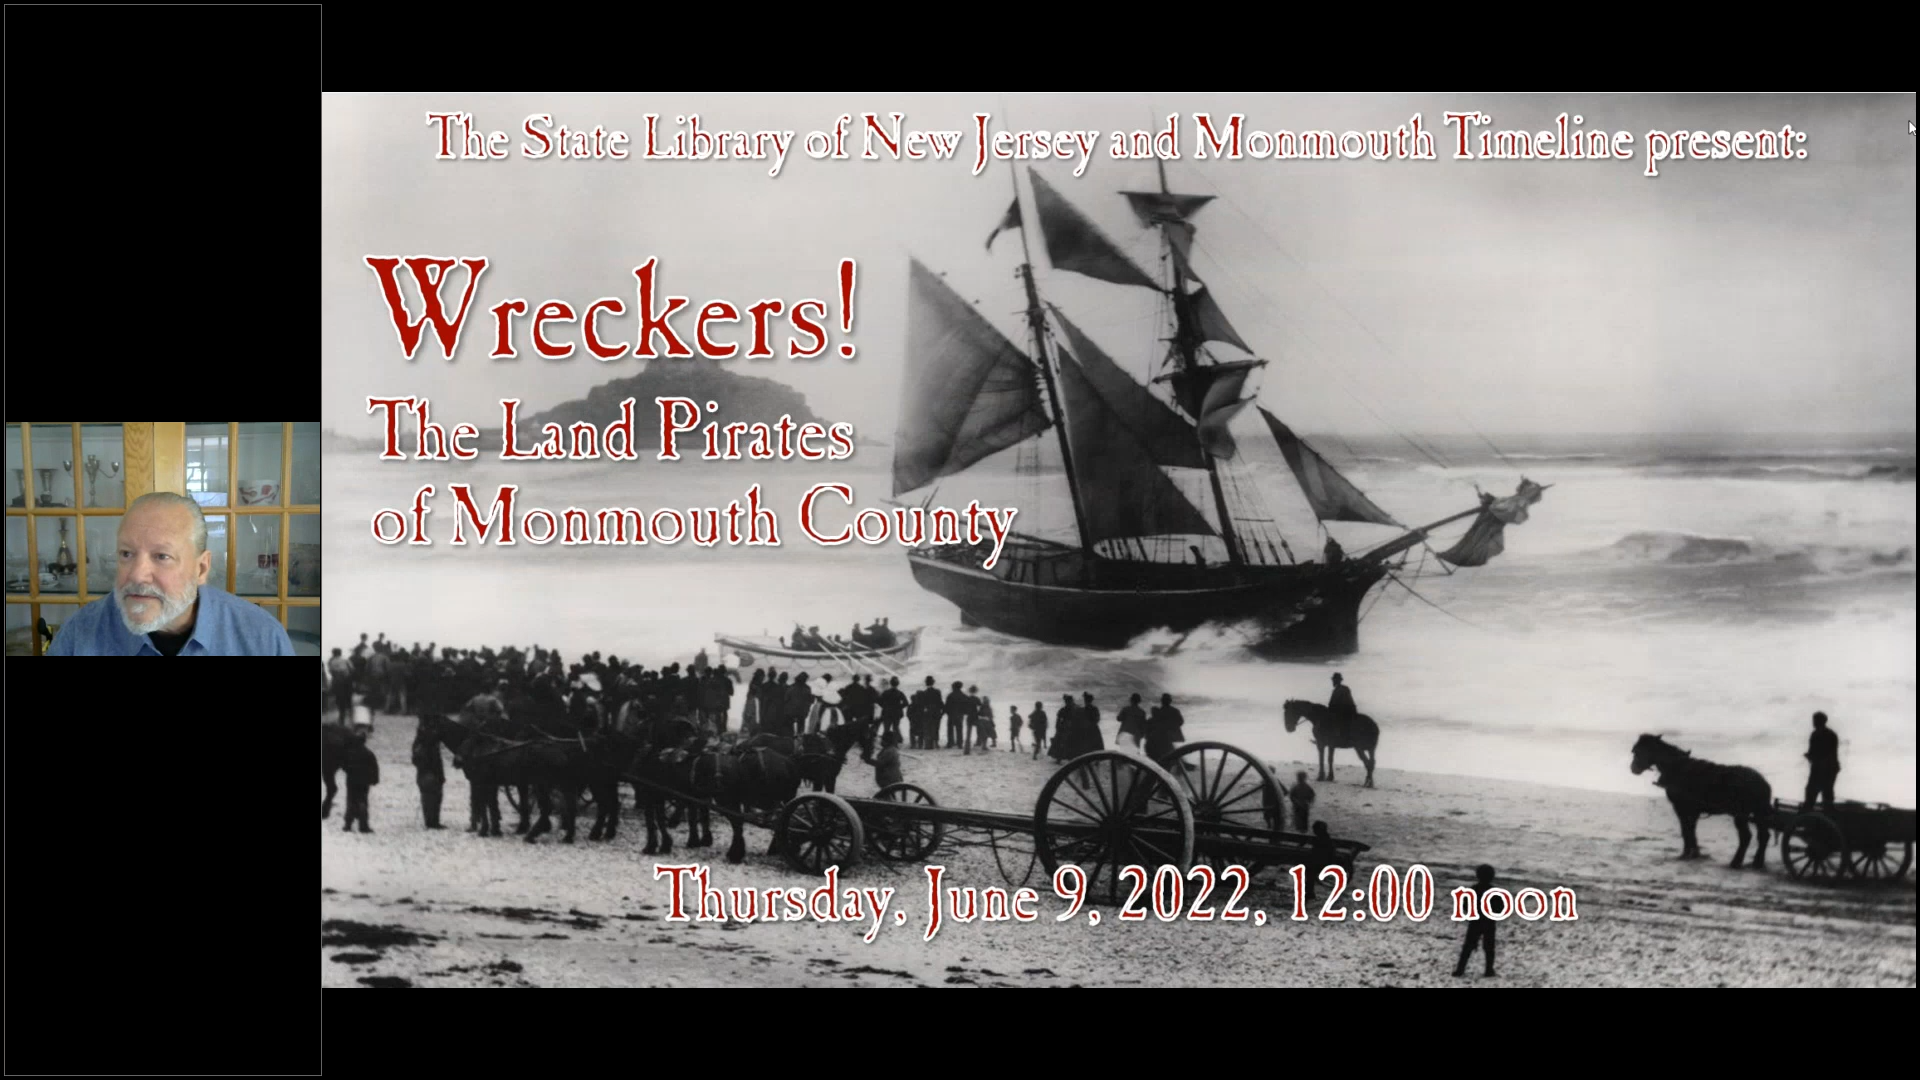 The State Library of New Jersey and Monmouth Timeline present:
Wreckers!
The Land Pirates
of Monmouth County
Thursday, June 9, 2022, 12:00 noon